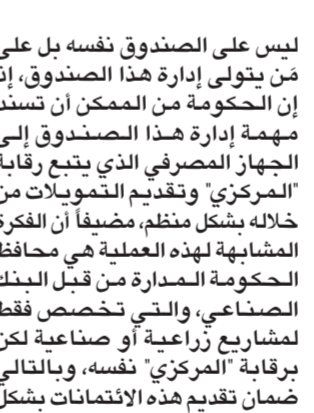 ليس على الصندوق نفسه بل على
مَن يتولى إدارة هذا الصندوق، إذ
إن الحكومة من الممكن أن تسند
مهمة إدارة هذا الصندوق إلى
الجهاز المصرفي الذي يتبع رقابة
"المركزي" وتقديم التمويلات من
خلاله بشكل منظم، مضيفاً أن الفكرة
المشابهة لهذه العملية هي محافظ
الحكومة المدارة من قبل البنك
الصناعي، والتي تخصص فقط
لمشاريع زراعية أو صناعية لكن
برقابة "المركزي" نفسه، وبالتالي
ضمان تقديم هذه الائتمانات بشكل